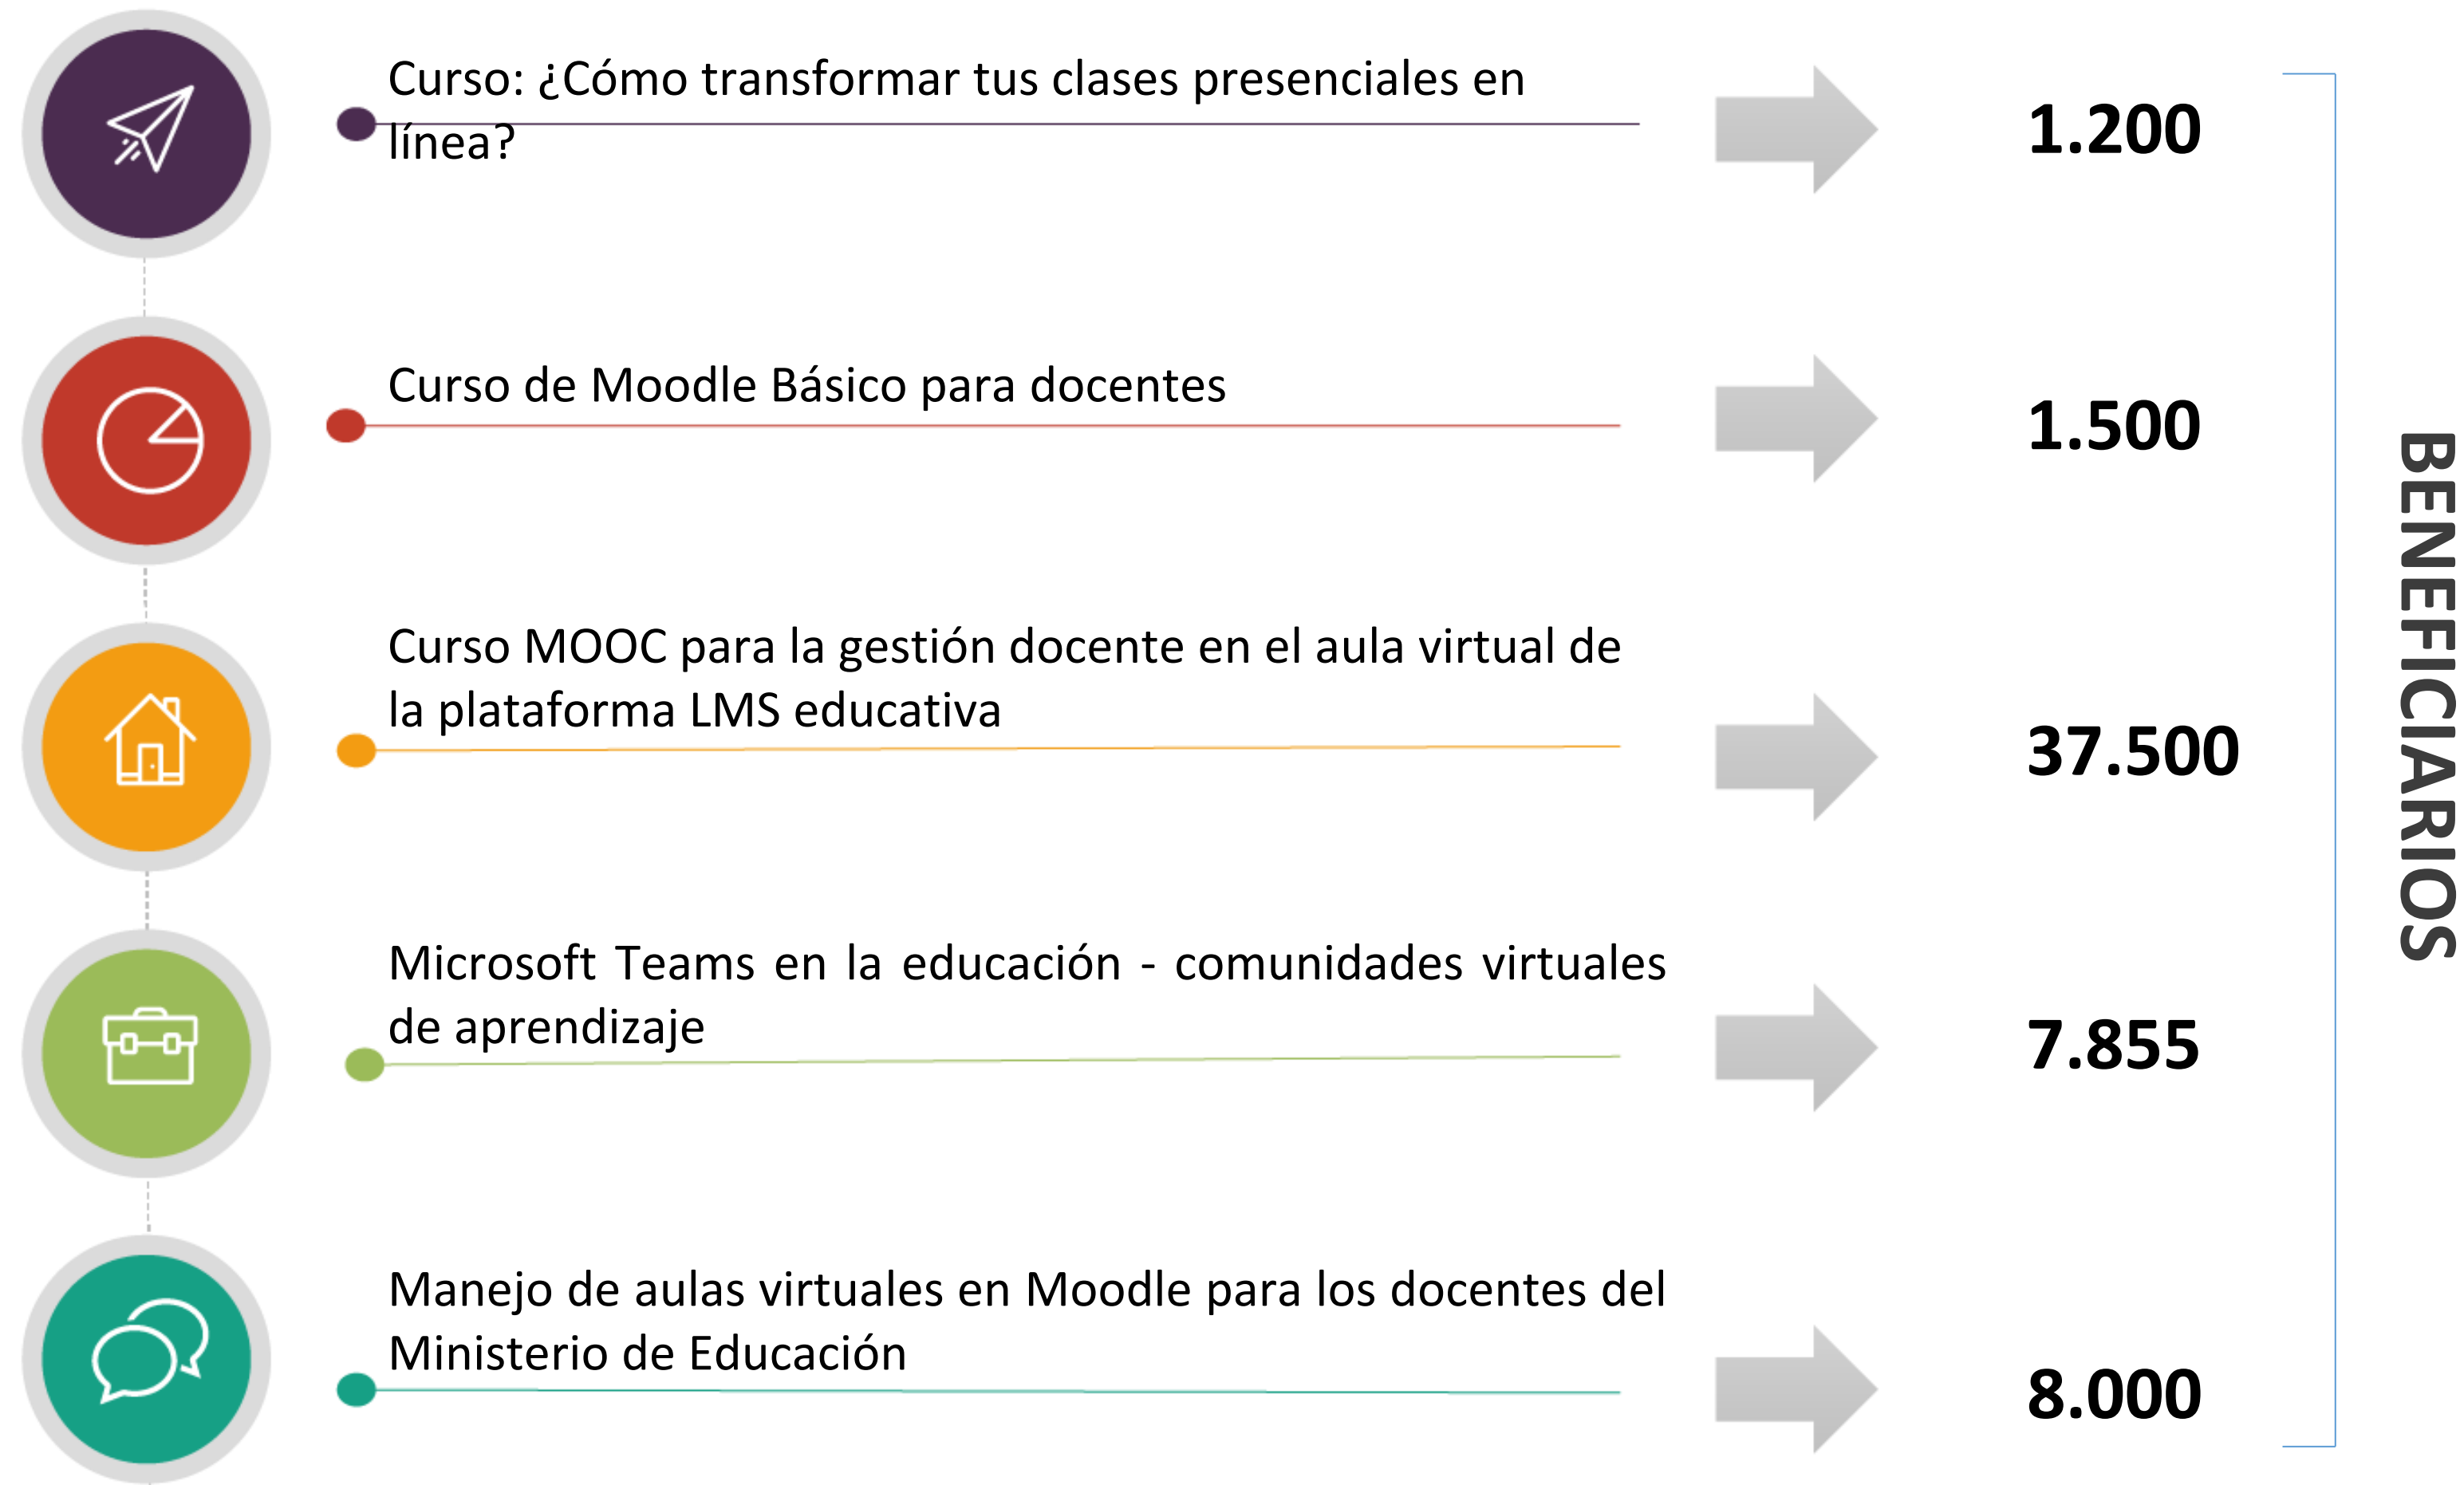 Curso: ¿Cómo transformar tus clases presenciales en
línea?
1.200
Curso de Moodle Básico para docentes
1.500
Curso MOOC para la gestión docente en el aula virtual de
la plataforma LMS educativa
37.500
Microsoft Teams en la educación - comunidades virtuales
de aprendizaje
7.855
Manejo de aulas virtuales en Moodle para los docentes del
Ministerio de Educación
8.000
BENEFICIARIOS